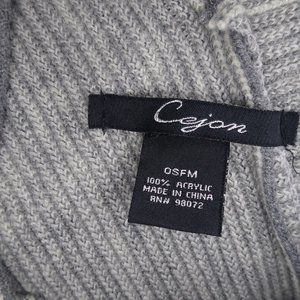 Cejon
OSFM
100% ACRYLIC
MADE IN CHINA
RN# 98072